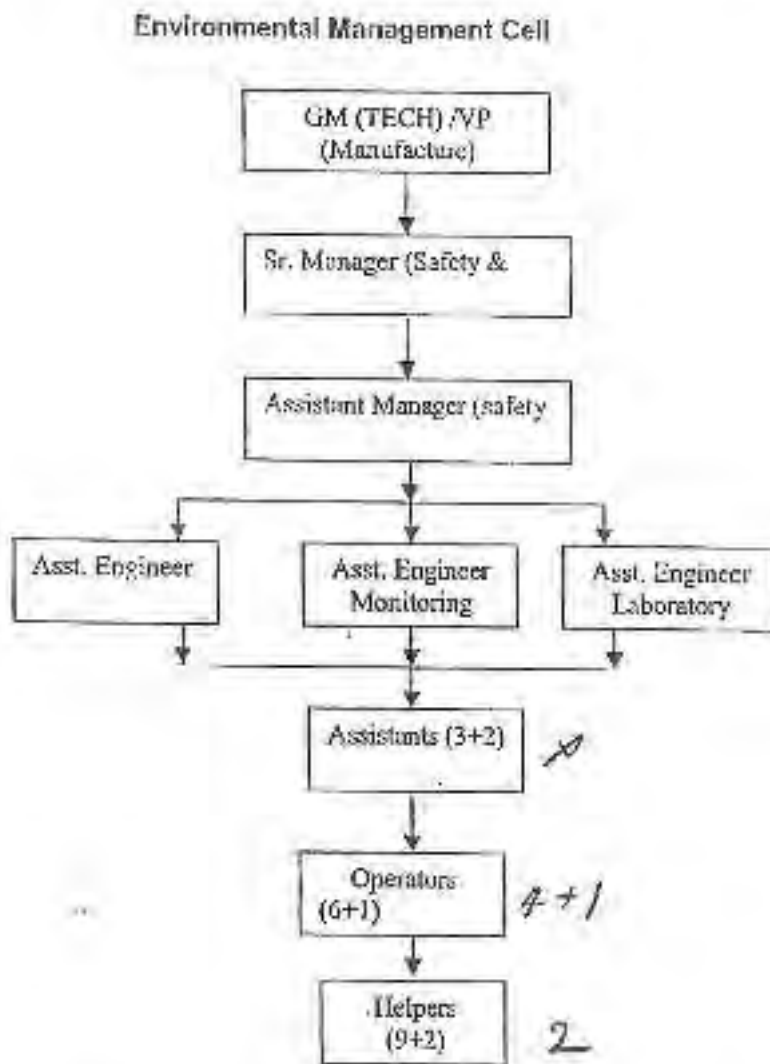 Environmental Management Cell
GM (TECH) /VP
(Manufacture)
Sr. Manager (Safety &
Assistant Manager (safety
Asst. Engineer
Asst. Engineer
Monitoring
Asst. Engineer
Laboratory
Assistants (3+2)
Operators
(6+1)
4+1
Helpers
(9+2)
2